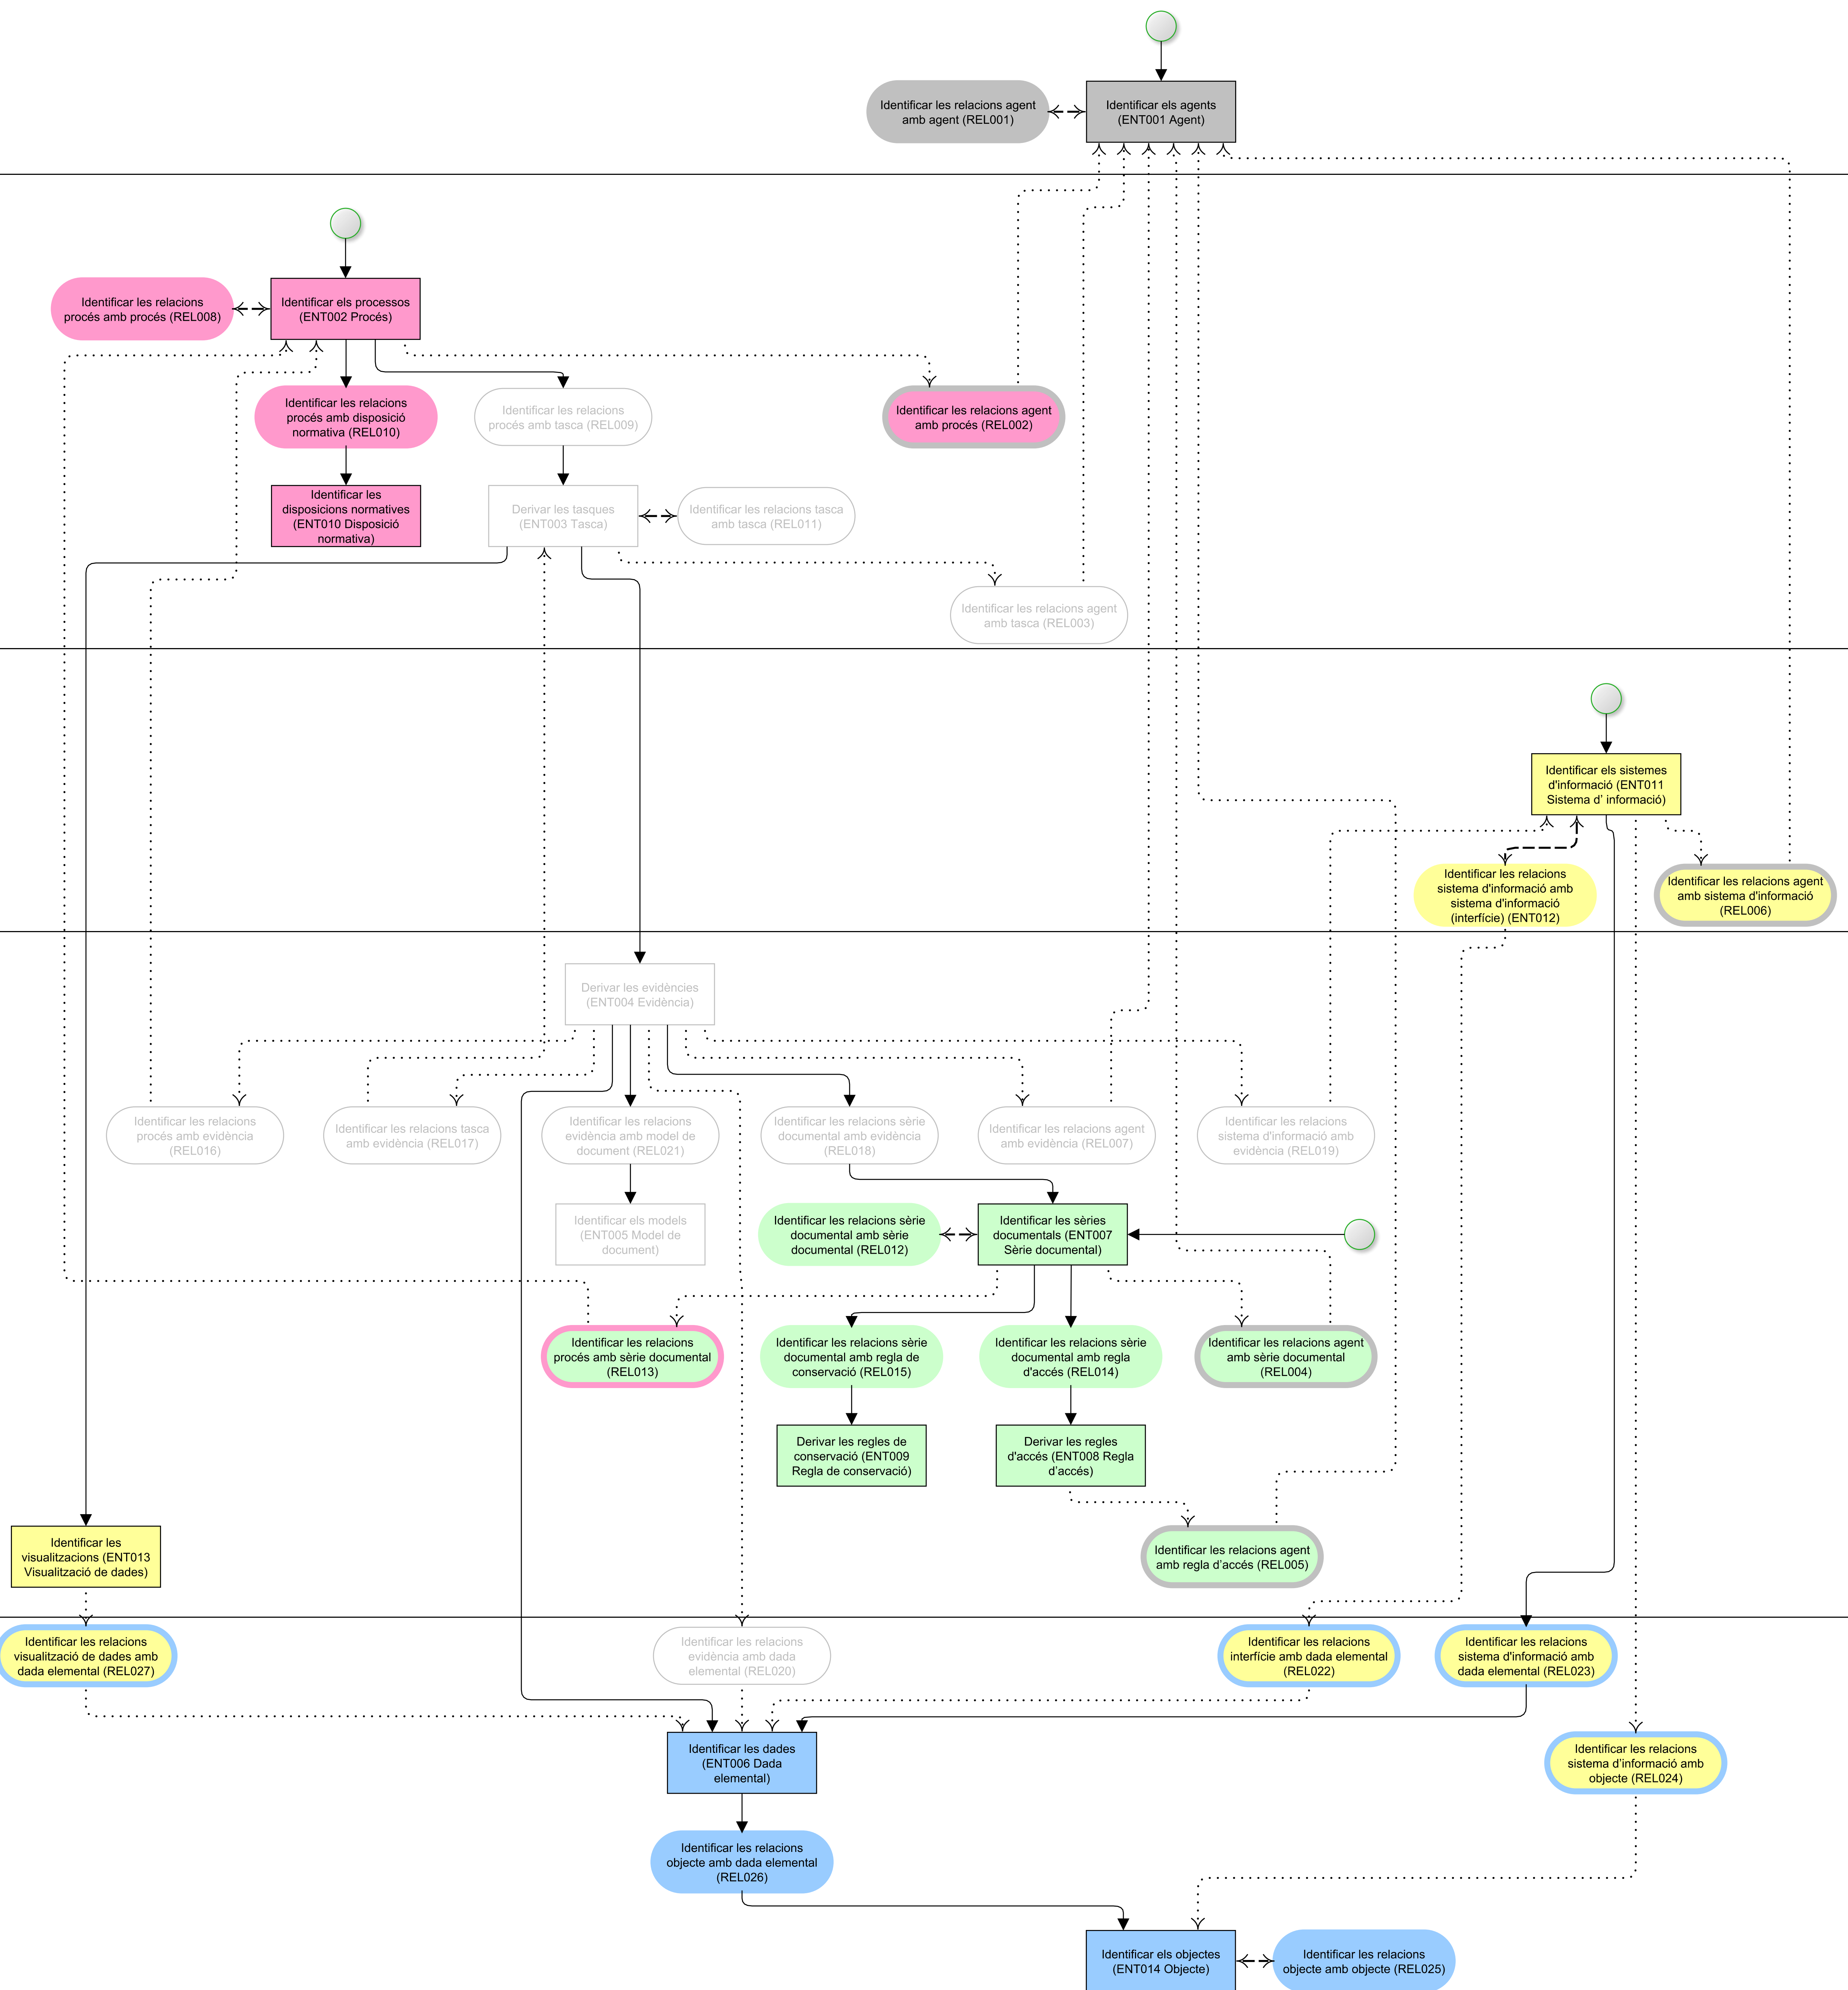 Identificar les relacions agent
amb agent (REL001)
Identificar els agents
(ENT001 Agent)
Identificar les relacions
procés amb procés (REL008)
Identificar els processos
(ENT002 Procés)
Identificar les relacions
procés amb disposició
normativa (REL010)
Identificar les relacions
procés amb tasca (REL009)
Identificar les relacions agent
amb procés (REL002)
Identificar les
disposicions normatives
(ENT010 Disposició
normativa)
Derivar les tasques
(ENT003 Tasca)
Identificar les relacions tasca
amb tasca (REL011)
Identificar les relacions agent
amb tasca (REL003)
Identificar els sistemes
d'informació (ENT011
Sistema d’ informació)
Identificar les relacions
sistema d'informació amb
sistema d'informació
(interfície) (ENT012)
Identificar les relacions agent
amb sistema d'informació
(REL006)
Derivar les evidències
(ENT004 Evidència)
Identificar les relacions
procés amb evidència
(REL016)
Identificar les relacions tasca
amb evidència (REL017)
Identificar les relacions
evidència amb model de
document (REL021)
Identificar les relacions sèrie
documental amb evidència
(REL018)
Identificar les relacions agent
amb evidència (REL007)
Identificar les relacions
sistema d'informació amb
evidència (REL019)
Identificar els models
(ENT005 Model de
document)
Identificar les relacions sèrie
documental amb sèrie
documental (REL012)
Identificar les sèries
documentals (ENT007
Sèrie documental)
Identificar les relacions
procés amb sèrie documental
(REL013)
Identificar les relacions sèrie
documental amb regla de
conservació (REL015)
Identificar les relacions sèrie
documental amb regla
d'accés (REL014)
Identificar les relacions agent
amb sèrie documental
(REL004)
Derivar les regles de
conservació (ENT009
Regla de conservació)
Derivar les regles
d'accés (ENT008 Regla
d’accés)
Identificar les
visualitzacions (ENT013
Visualització de dades)
Identificar les relacions agent
amb regla d’accés (REL005)
Identificar les relacions
visualització de dades amb
dada elemental (REL027)
Identificar les relacions
evidència amb dada
elemental (REL020)
Identificar les relacions
interfície amb dada elemental
(REL022)
Identificar les relacions
sistema d'informació amb
dada elemental (REL023)
Identificar les dades
(ENT006 Dada
elemental)
Identificar les relacions
sistema d’informació amb
objecte (REL024)
Identificar les relacions
objecte amb dada elemental
(REL026)
Identificar els objectes
(ENT014 Objecte)
Identificar les relacions
objecte amb objecte (REL025)